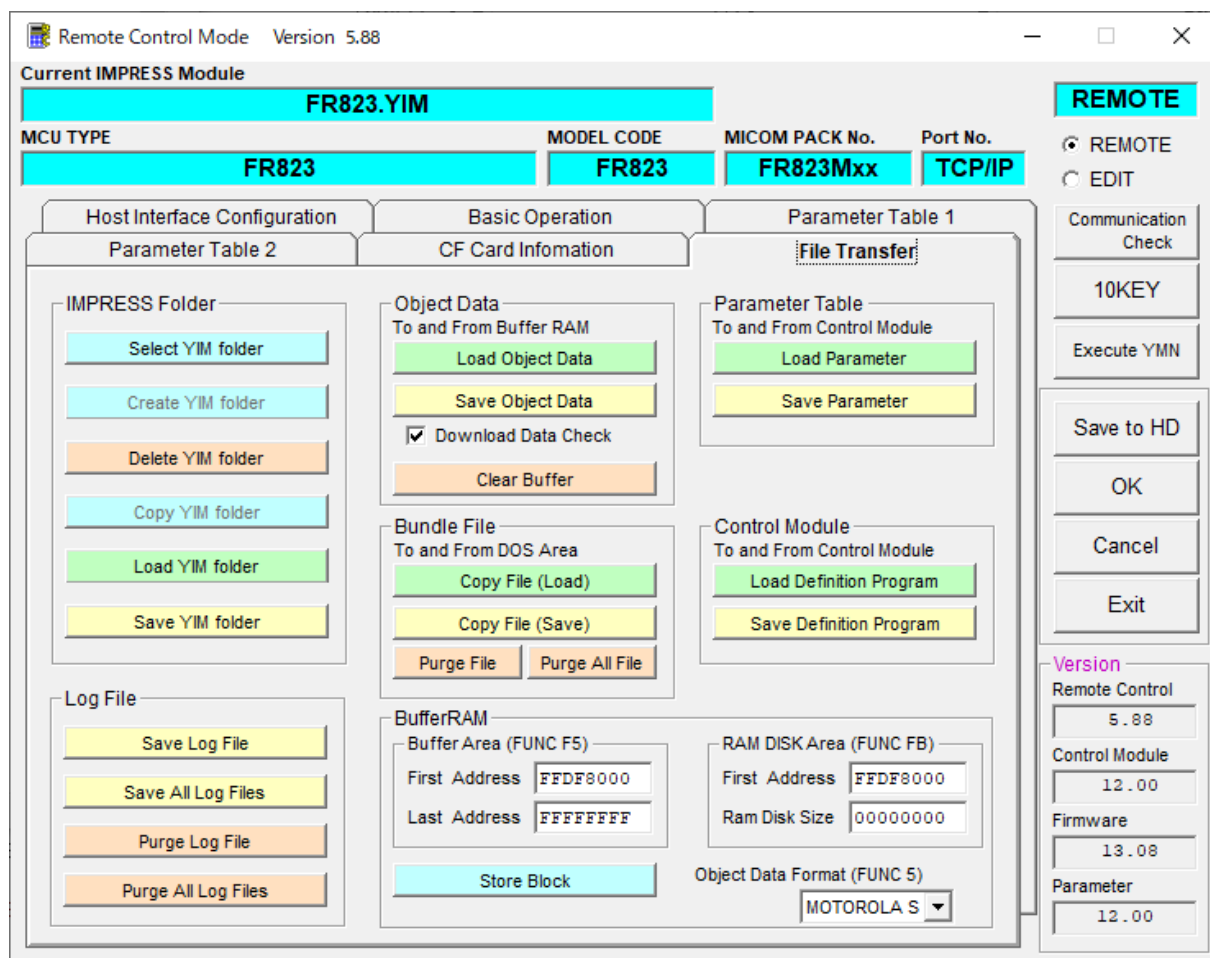 Remote Control Mode Version 5.88
Current IMPRESS Module
FR823.YIM
REMOTE
MCU TYPE MODEL CODE MICOM PACK No. Port No.
FR823 FR823 FR823Mxx TCP/IP
REMOTE
EDIT
Host Interface Configuration Basic Operation Parameter Table 1
Parameter Table 2 CF Card Infomation File Transfer
Communication
Check
10KEY
Execute YMN
Save to HD
OK
Cancel
Exit
IMPRESS Folder
Select YIM folder
Create YIM folder
Delete YIM folder
Copy YIM folder
Load YIM folder
Save YIM folder
Log File
Save Log File
Save All Log Files
Purge Log File
Purge All Log Files
Object Data
To and From Buffer RAM
Load Object Data
Save Object Data
Download Data Check
Clear Buffer
Bundle File
To and From DOS Area
Copy File (Load)
Copy File (Save)
Purge File Purge All File
Parameter Table
To and From Control Module
Load Parameter
Save Parameter
Control Module
To and From Control Module
Load Definition Program
Save Definition Program
BufferRAM
Buffer Area (FUNC F5)
First Address FFDF8000
Last Address FFFFFFFF
RAM DISK Area (FUNC FB)
First Address FFDF8000
Ram Disk Size 00000000
Store Block
Object Data Format (FUNC 5)
MOTOROLA S
Version
Remote Control
5.88
Control Module
12.00
Firmware
13.08
Parameter
12.00